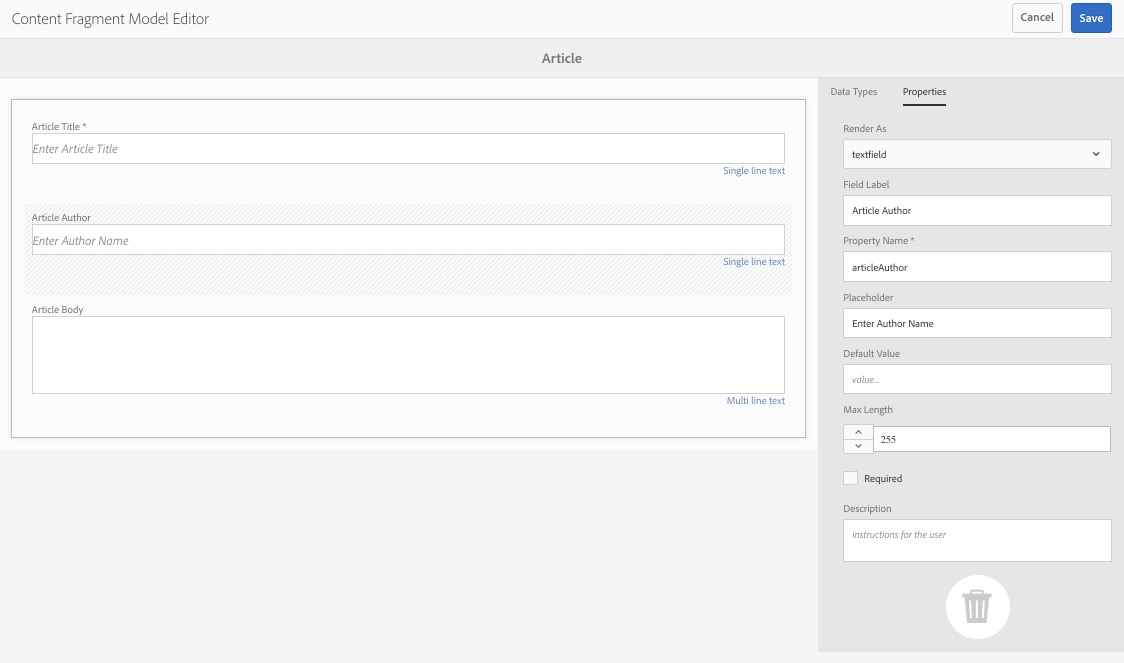 Content Fragment Model Editor
Cancel
Save
Article
Article Title *
Enter Article Title
Single line text
Article Author
Enter Author Name
Single line text
Article Body
Multi line text
Data Types
Properties
Render As
textfield
Field Label
Article Author
Property Name *
articleAuthor
Placeholder
Enter Author Name
Default Value
value...
Max Length
255
Required
Description
instructions for the user